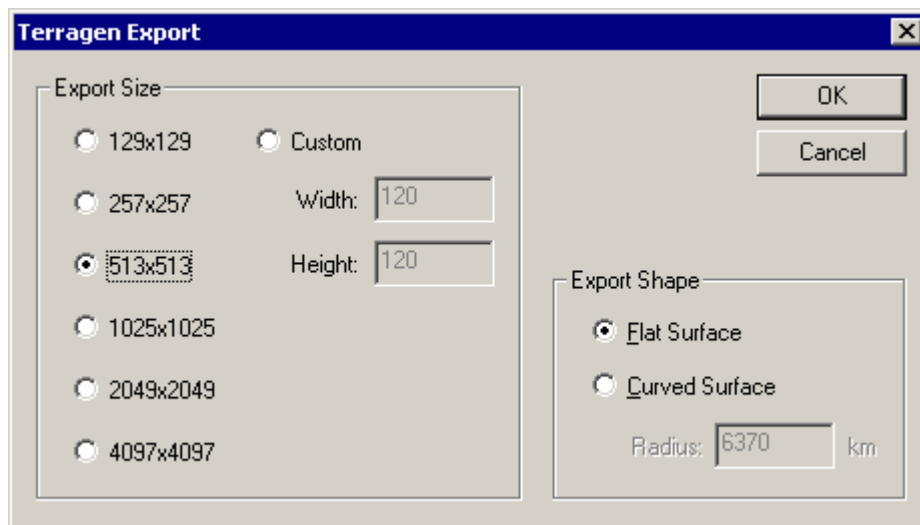 Terragen Export
Export Size
129x129
Custom
257x257
Width: 120
513x513
Height: 120
1025x1025
2049x2049
4097x4097
OK
Cancel
Export Shape
Flat Surface
Curved Surface
Radius: 6370 km